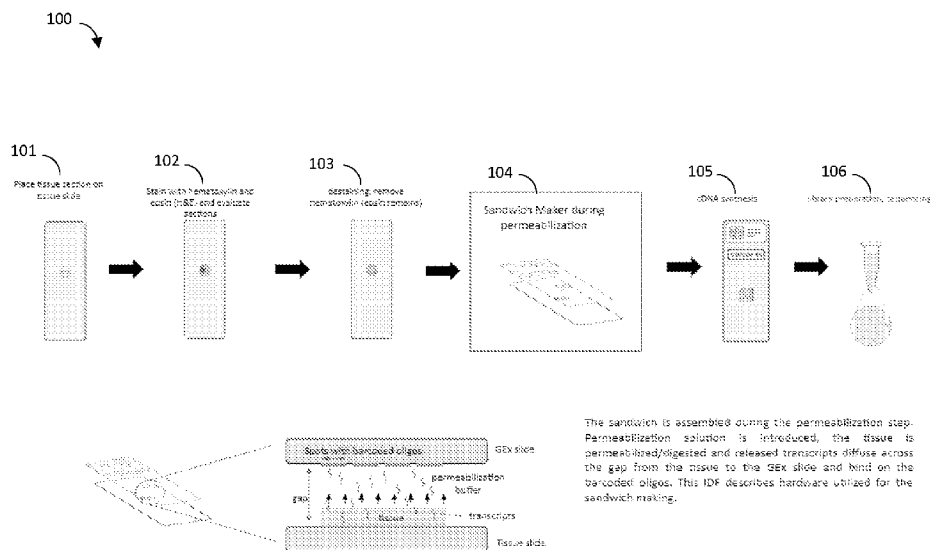 100
101
Place tissue section on
tissue slide
102
Stain with hematoxylin and
eosin (H&E) and evaluate
sections
103
Destaining, remove
hematoxylin (eosin remains)
104
Sandwich Maker during
permeabilization
105
cDNA synthesis
106
Library preparation, sequencing
Spots with barcoded oligos
GEx slide
permeabilization
buffer
gap
tissue
transcripts
Tissue slide
The sandwich is assembled during the permeabilization step.
Permeabilization solution is introduced, the tissue is
permeabilized/digested and released transcripts diffuse across
the gap from the tissue to the GEx slide and bind on the
barcoded oligos. This IDF describes hardware utilized for the
sandwich making.